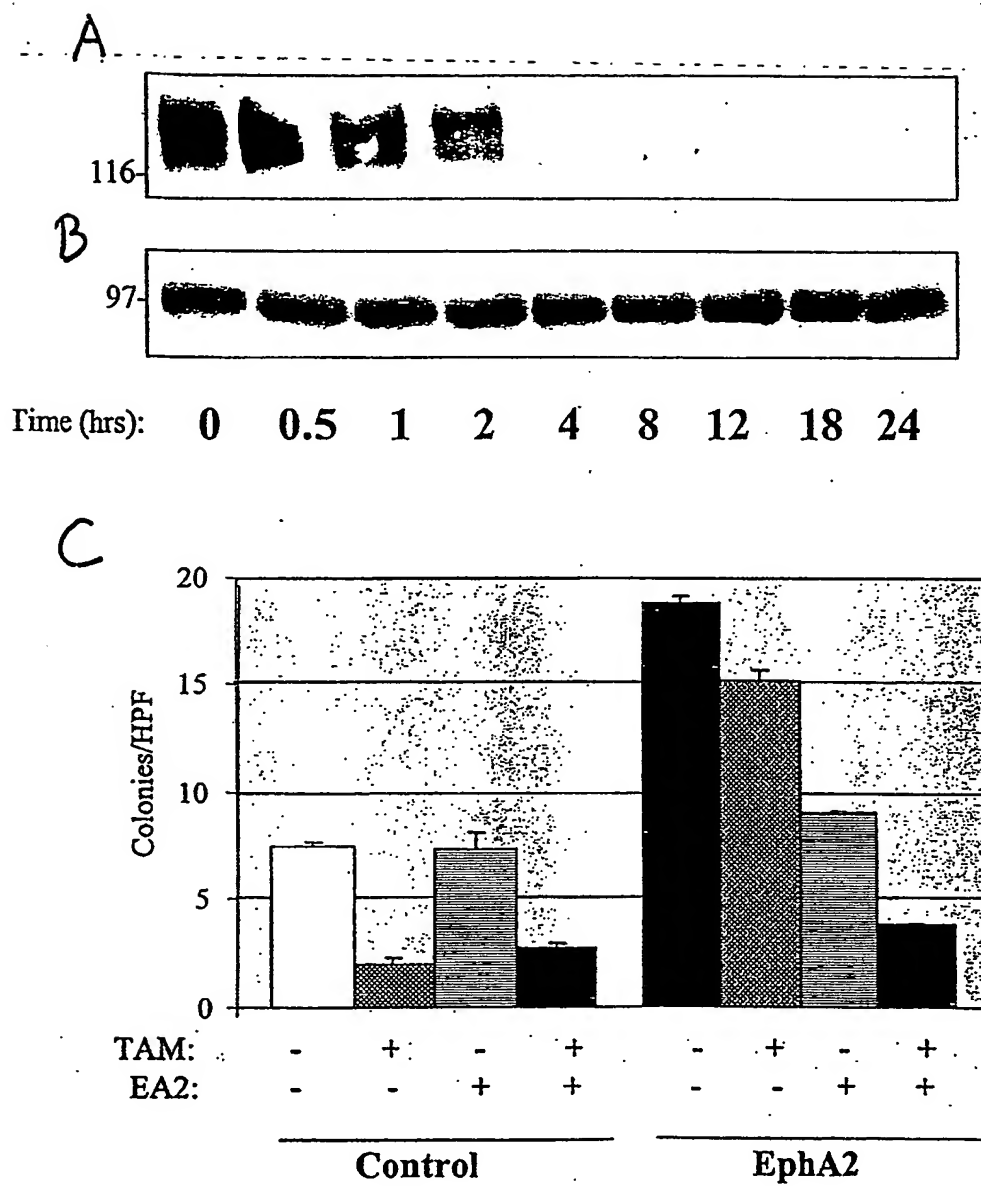 A
116-
B
97-
Time (hrs): 0 0.5 1 2 4 8 12 18 24
C
20
15
10
5
0
Colonies/HPF
TAM: - + - + - + - +
EA2: - - + + - - + +
Control EphA2